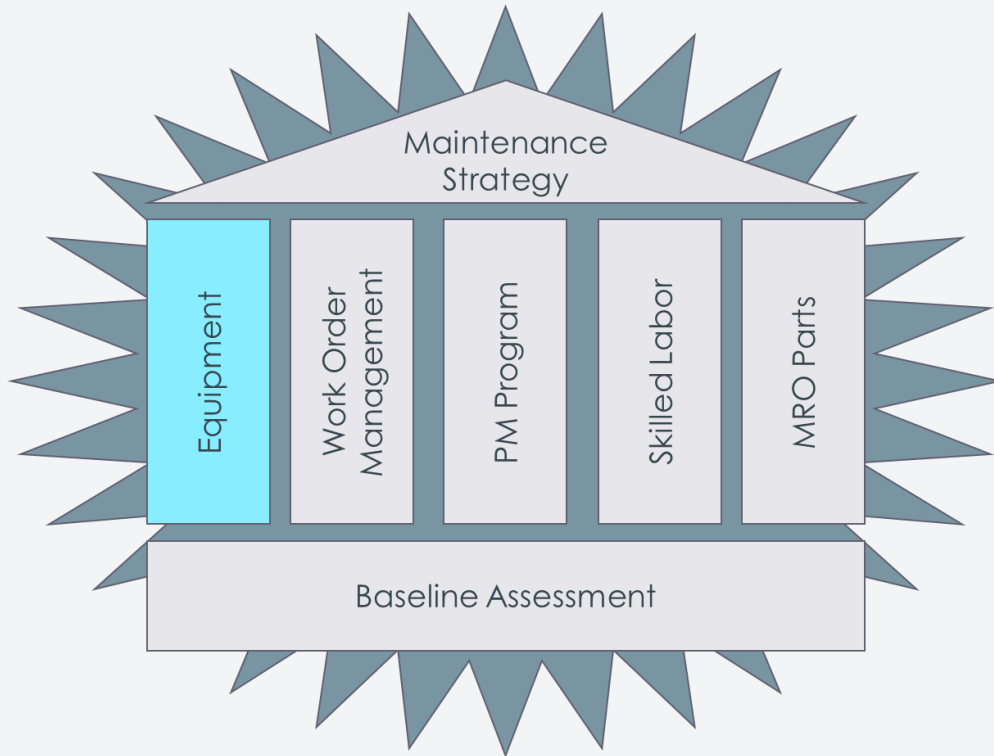 Maintenance
Strategy
Equipment
Work Order
Management
PM Program
Skilled Labor
MRO Parts
Baseline Assessment